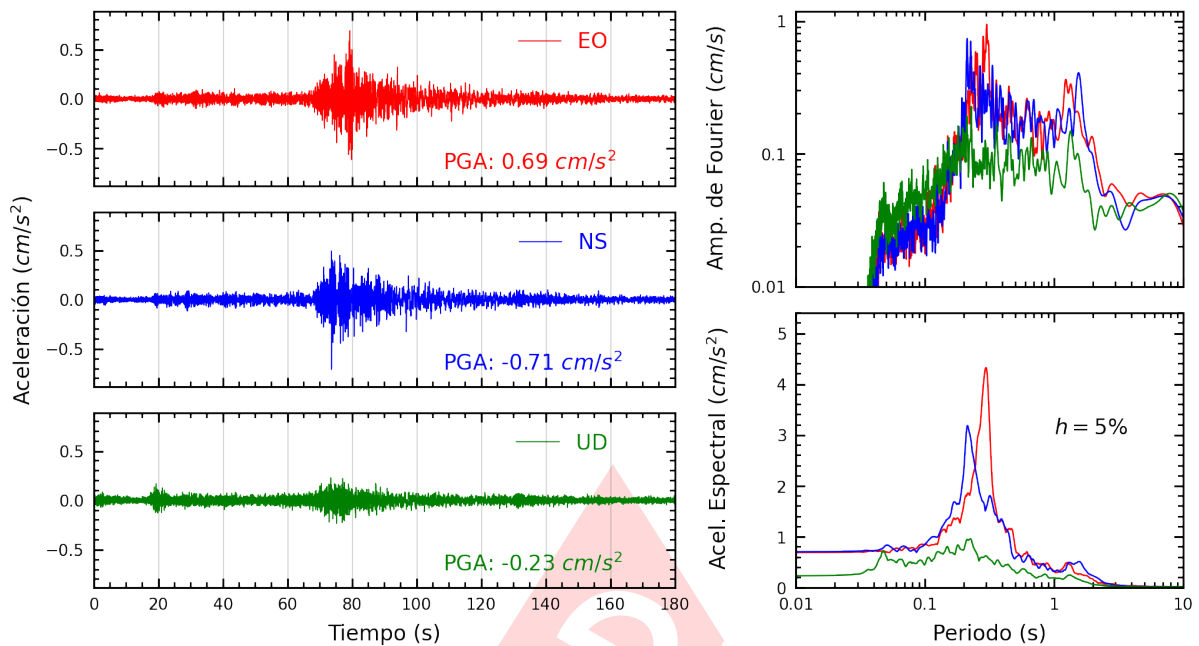 Aceleración (cm/s²)
0.5
0.0
−0.5
EO
PGA: 0.69 cm/s²
0.5
0.0
−0.5
NS
PGA: -0.71 cm/s²
0.5
0.0
−0.5
UD
PGA: -0.23 cm/s²
0 20 40 60 80 100 120 140 160 180
Tiempo (s)
Amp. de Fourier (cm/s)
1
0.1
0.01
Acel. Espectral (cm/s²)
5
4
3
2
1
0
h = 5%
0.01 0.1 1 10
Periodo (s)